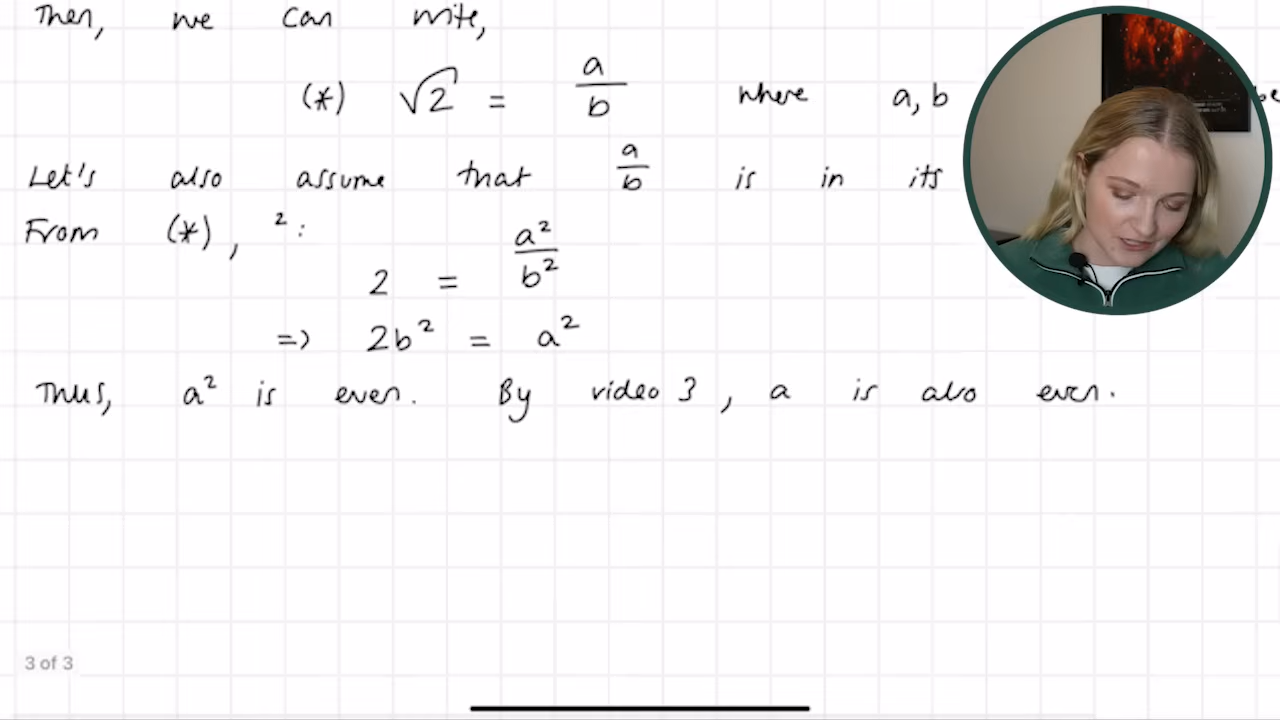 Then, we can write,
(*) √2 = a/b where a, b be
Let's also assume that a/b is in its
From (*), ²:
2 = a²/b²
=> 2b² = a²
Thus, a² is even. By video 3, a is also even.
3 of 3